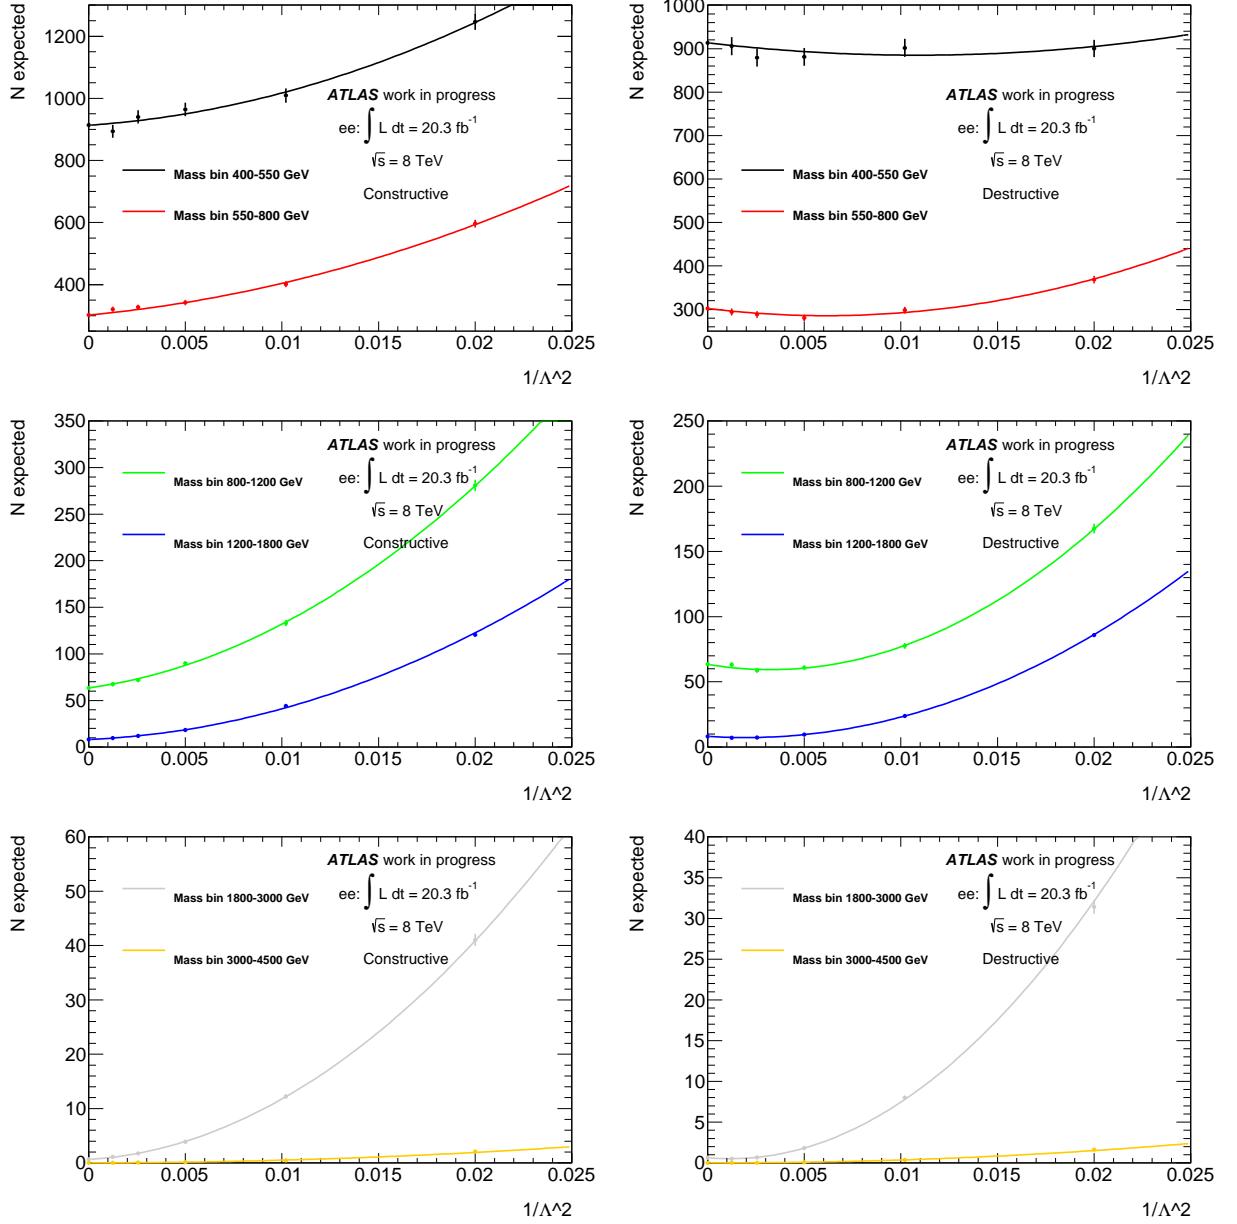 N expected
1200
1000
800
600
400
ATLAS work in progress
ee: ∫ L dt = 20.3 fb-1
√s = 8 TeV
Constructive
Mass bin 400-550 GeV
Mass bin 550-800 GeV
0 0.005 0.01 0.015 0.02 0.025
1/Λ^2
N expected
1000
900
800
700
600
500
400
300
ATLAS work in progress
ee: ∫ L dt = 20.3 fb-1
√s = 8 TeV
Destructive
Mass bin 400-550 GeV
Mass bin 550-800 GeV
0 0.005 0.01 0.015 0.02 0.025
1/Λ^2
N expected
350
300
250
200
150
100
50
0
ATLAS work in progress
ee: ∫ L dt = 20.3 fb-1
√s = 8 TeV
Constructive
Mass bin 800-1200 GeV
Mass bin 1200-1800 GeV
0 0.005 0.01 0.015 0.02 0.025
1/Λ^2
N expected
250
200
150
100
50
0
ATLAS work in progress
ee: ∫ L dt = 20.3 fb-1
√s = 8 TeV
Destructive
Mass bin 800-1200 GeV
Mass bin 1200-1800 GeV
0 0.005 0.01 0.015 0.02 0.025
1/Λ^2
N expected
60
50
40
30
20
10
0
ATLAS work in progress
ee: ∫ L dt = 20.3 fb-1
√s = 8 TeV
Constructive
Mass bin 1800-3000 GeV
Mass bin 3000-4500 GeV
0 0.005 0.01 0.015 0.02 0.025
1/Λ^2
N expected
40
35
30
25
20
15
10
5
0
ATLAS work in progress
ee: ∫ L dt = 20.3 fb-1
√s = 8 TeV
Destructive
Mass bin 1800-3000 GeV
Mass bin 3000-4500 GeV
0 0.005 0.01 0.015 0.02 0.025
1/Λ^2